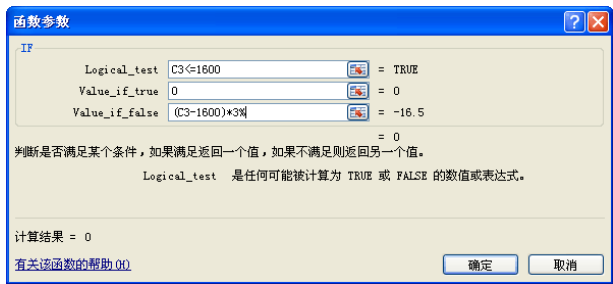 函数参数
IF
Logical_test C3<=1600 = TRUE
Value_if_true 0 = 0
Value_if_false (C3-1600)*3% = -16.5
= 0
判断是否满足某个条件，如果满足返回一个值，如果不满足则返回另一个值。
Logical_test 是任何可能被计算为 TRUE 或 FALSE 的数值或表达式。
计算结果 = 0
有关该函数的帮助(H)
确定 取消